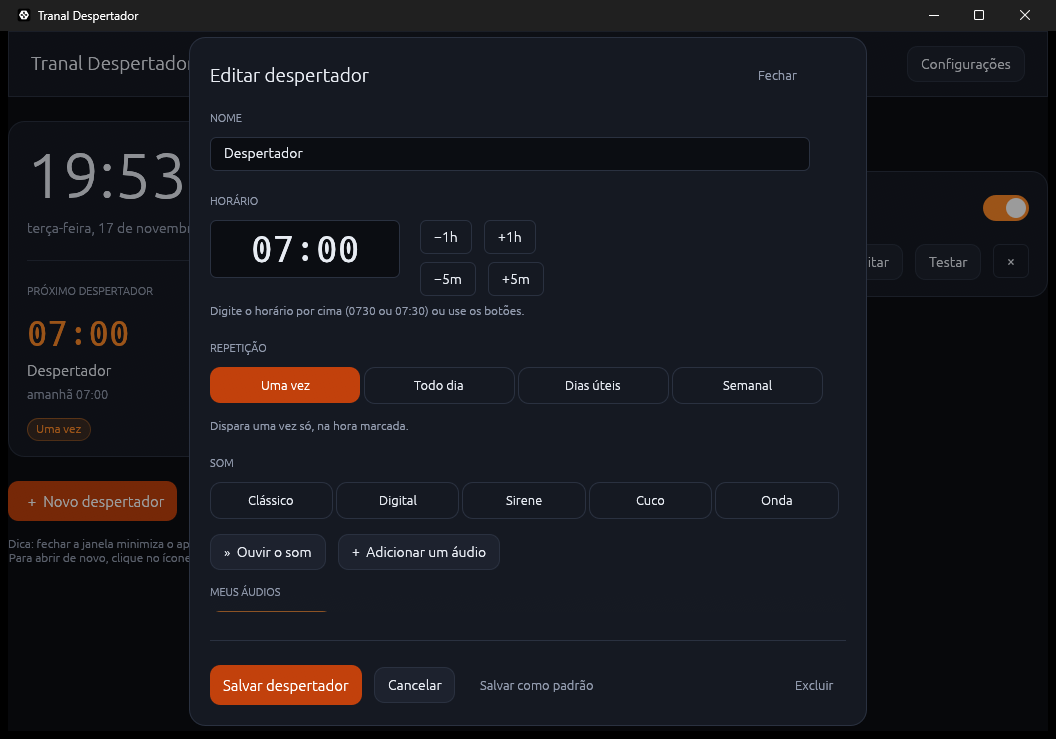 Tranal Despertador
Tranal Despertador
Configurações
Editar despertador
Fechar
NOME
Despertador
HORÁRIO
07:00
−1h
+1h
−5m
+5m
Digite o horário por cima (0730 ou 07:30) ou use os botões.
REPETIÇÃO
Uma vez
Todo dia
Dias úteis
Semanal
Dispara uma vez só, na hora marcada.
SOM
Clássico
Digital
Sirene
Cuco
Onda
» Ouvir o som
+ Adicionar um áudio
MEUS ÁUDIOS
Salvar despertador
Cancelar
Salvar como padrão
Excluir
19:53
terça-feira, 17 de novemb
PRÓXIMO DESPERTADOR
07:00
Despertador
amanhã 07:00
Uma vez
+ Novo despertador
Dica: fechar a janela minimiza o ap
Para abrir de novo, clique no ícone
itar
Testar
×